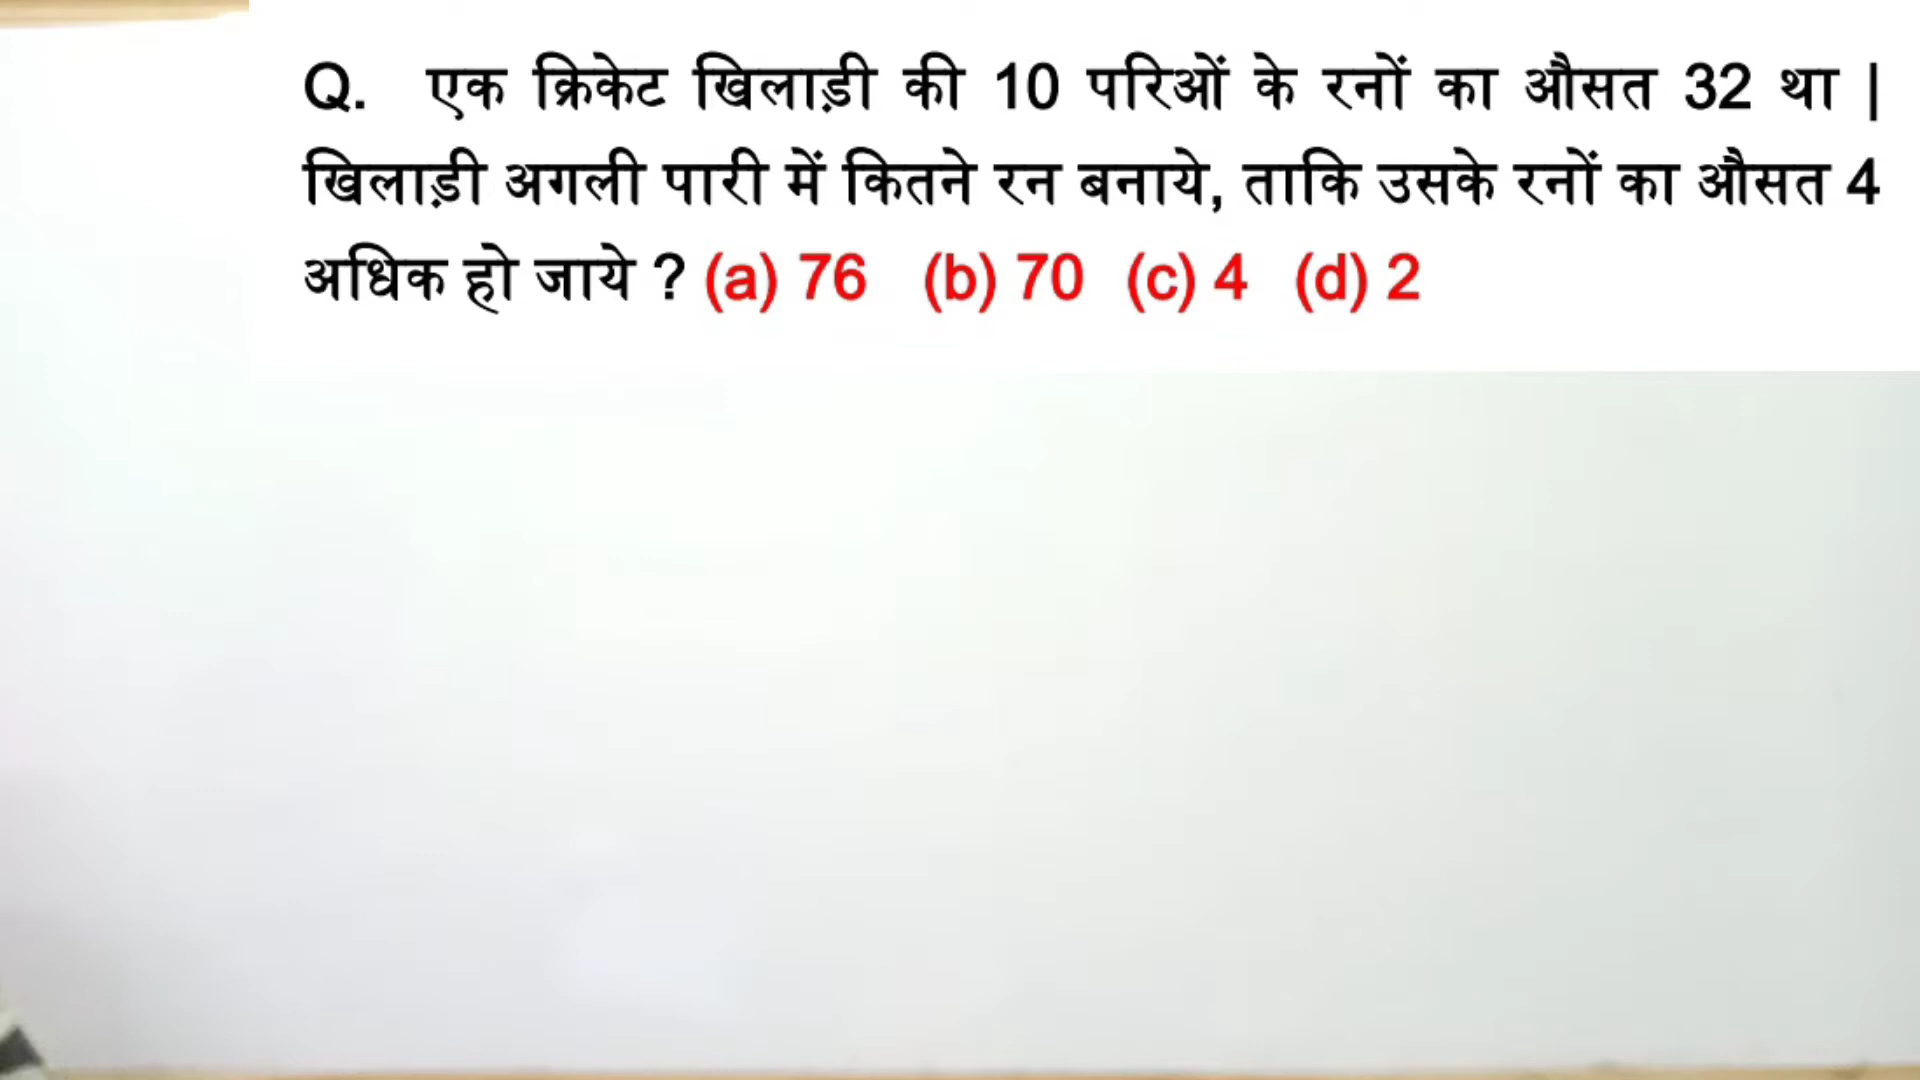 Q. एक क्रिकेट खिलाड़ी की 10 परिओं के रनों का औसत 32 था |
खिलाड़ी अगली पारी में कितने रन बनाये, ताकि उसके रनों का औसत 4
अधिक हो जाये ? (a) 76 (b) 70 (c) 4 (d) 2